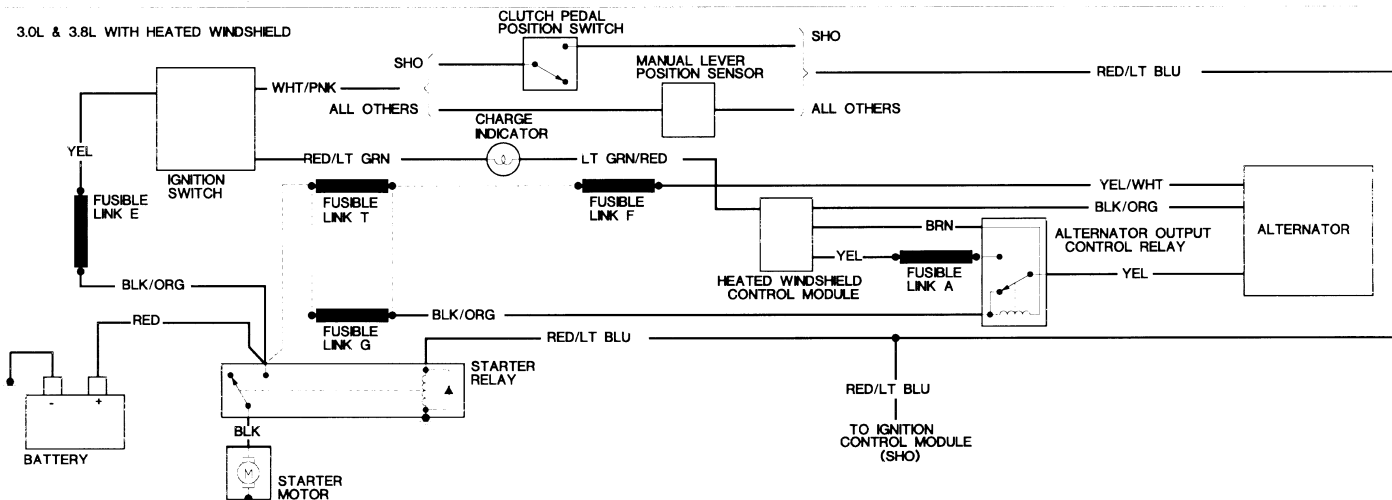 CLUTCH PEDAL
POSITION SWITCH
3.0L & 3.8L WITH HEATED WINDSHIELD
SHO
SHO
MANUAL LEVER
POSITION SENSOR
RED/LT BLU
WHT/PNK
ALL OTHERS
ALL OTHERS
CHARGE
INDICATOR
YEL
RED/LT GRN
LT GRN/RED
IGNITION
SWITCH
FUSIBLE
LINK E
FUSIBLE
LINK T
FUSIBLE
LINK F
YEL/WHT
BLK/ORG
BRN
ALTERNATOR OUTPUT
CONTROL RELAY
ALTERNATOR
YEL
FUSIBLE
LINK A
YEL
HEATED WINDSHIELD
CONTROL MODULE
BLK/ORG
RED
FUSIBLE
LINK G
BLK/ORG
RED/LT BLU
STARTER
RELAY
RED/LT BLU
- +
BLK
TO IGNITION
CONTROL MODULE
(SHO)
BATTERY
M
STARTER
MOTOR